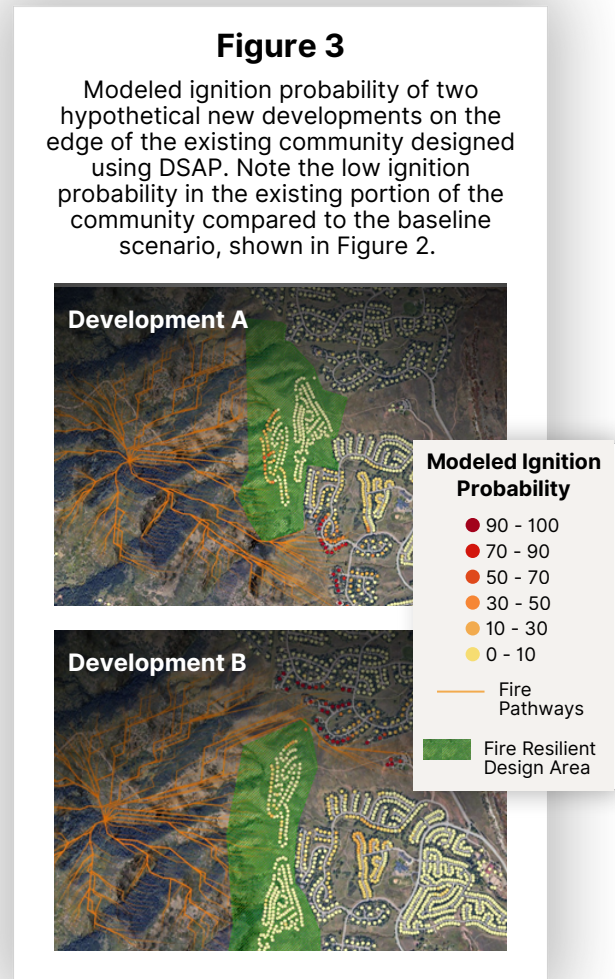 Figure 3
Modeled ignition probability of two
hypothetical new developments on the
edge of the existing community designed
using DSAP. Note the low ignition
probability in the existing portion of the
community compared to the baseline
scenario, shown in Figure 2.
Development A
Modeled Ignition
Probability
90 - 100
70 - 90
50 - 70
30 - 50
10 - 30
0 - 10
Fire
Pathways
Fire Resilient
Design Area
Development B